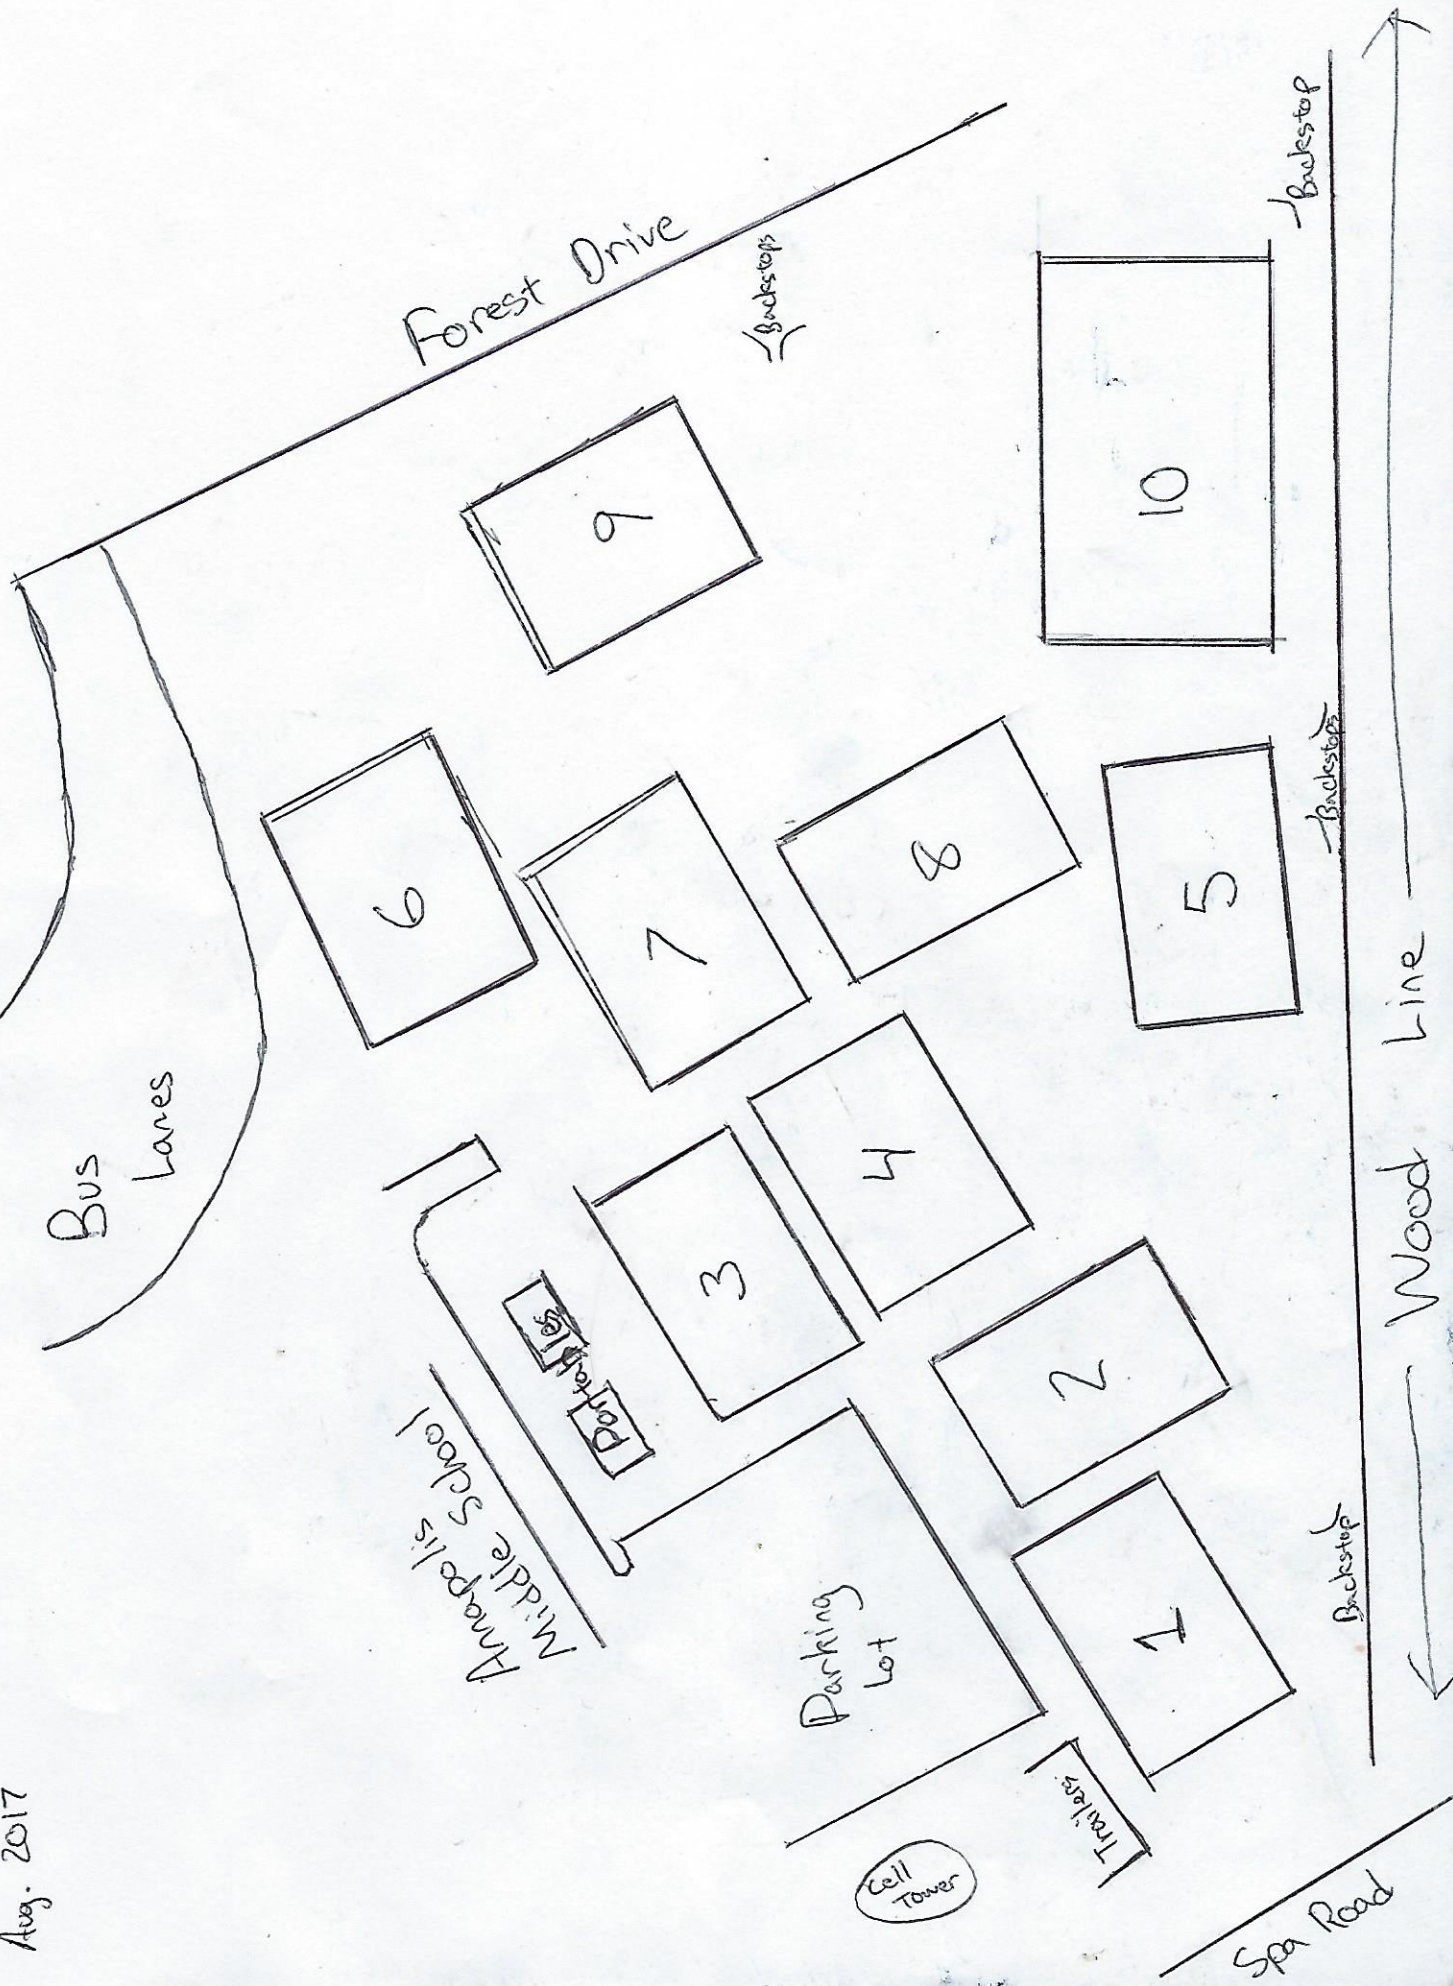 Aug. 2017
Bus
Lanes
Forest Drive
Annapolis
Middle School
6
Portables
9
7
3
Backstops
Parking
Lot
4
8
Cell
Tower
2
10
1
5
Trailers
Backstop
Backstops
Backstop
Spa Road
Wood Line